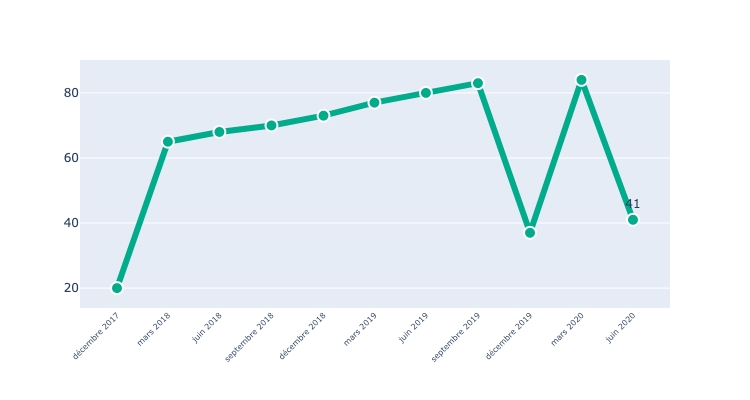 80
60
40
20
41
décembre 2017
mars 2018
juin 2018
septembre 2018
décembre 2018
mars 2019
juin 2019
septembre 2019
décembre 2019
mars 2020
juin 2020